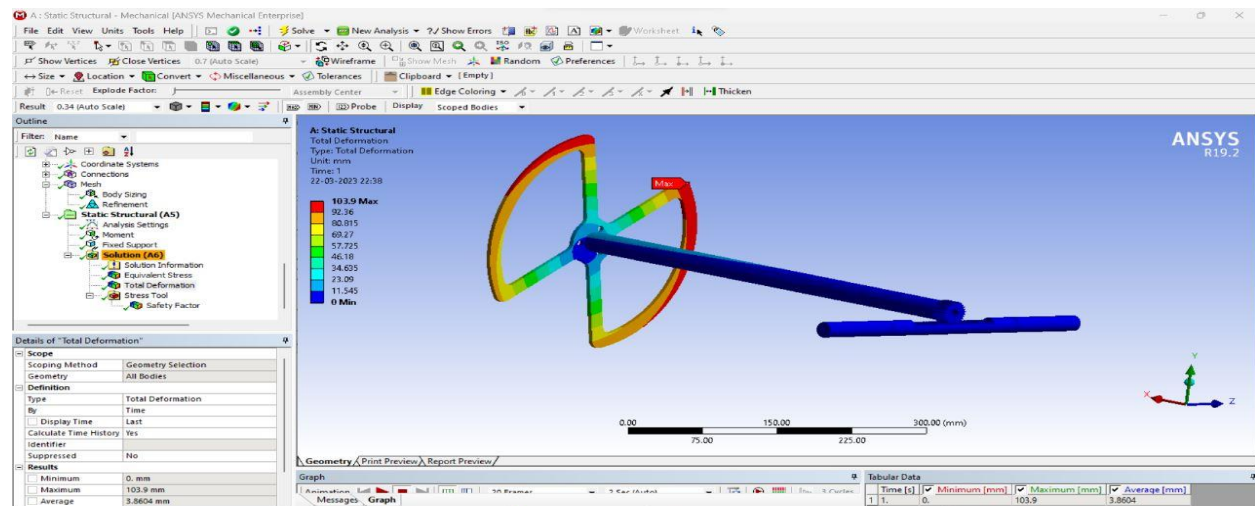 A : Static Structural - Mechanical [ANSYS Mechanical Enterprise]
File Edit View Units Tools Help Solve New Analysis ?/ Show Errors Worksheet
Show Vertices Close Vertices 0.7 (Auto Scale) Wireframe Show Mesh Random Preferences
Size Location Convert Miscellaneous Tolerances Clipboard [Empty]
Reset Explode Factor: Assembly Center Edge Coloring Thicken
Result 0.34 (Auto Scale) Probe Display Scoped Bodies
Outline
Filter: Name
Coordinate Systems
Connections
Mesh
Body Sizing
Refinement
Static Structural (A5)
Analysis Settings
Moment
Fixed Support
Solution (A6)
Solution Information
Equivalent Stress
Total Deformation
Stress Tool
Safety Factor
Details of "Total Deformation"
Scope
Scoping Method Geometry Selection
Geometry All Bodies
Definition
Type Total Deformation
By Time
Display Time Last
Calculate Time History Yes
Identifier
Suppressed No
Results
Minimum 0. mm
Maximum 103.9 mm
Average 3.8604 mm
A: Static Structural
Total Deformation
Type: Total Deformation
Unit: mm
Time: 1
22-03-2023 22:38
103.9 Max
92.36
80.815
69.27
57.725
46.18
34.635
23.09
11.545
0 Min
Max
ANSYS
R19.2
Y
X
Z
0.00 150.00 300.00 (mm)
75.00 225.00
Geometry Print Preview Report Preview
Graph
Animation 20 Frames 2 Sec (Auto) 3 Cycles
Messages Graph
Tabular Data
Time [s] Minimum [mm] Maximum [mm] Average [mm]
1 1. 0. 103.9 3.8604